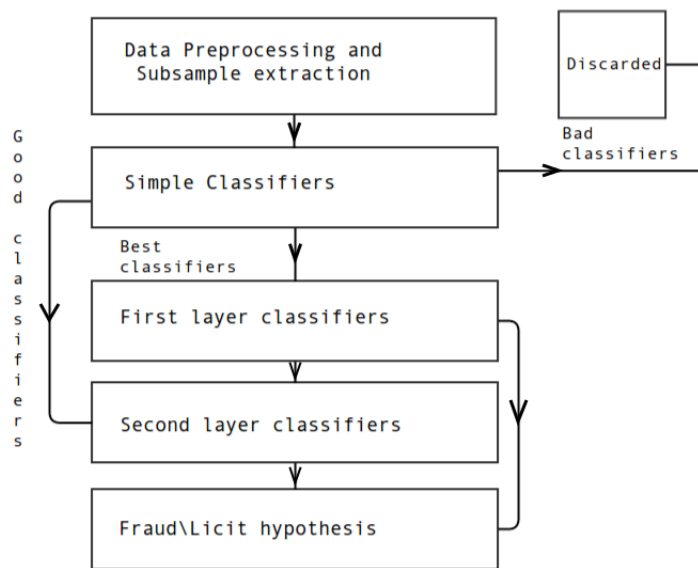 Data Preprocessing and
Subsample extraction
Discarded
Bad
classifiers
Simple Classifiers
Good classifiers
Best
classifiers
First layer classifiers
Second layer classifiers
Fraud\Licit hypothesis